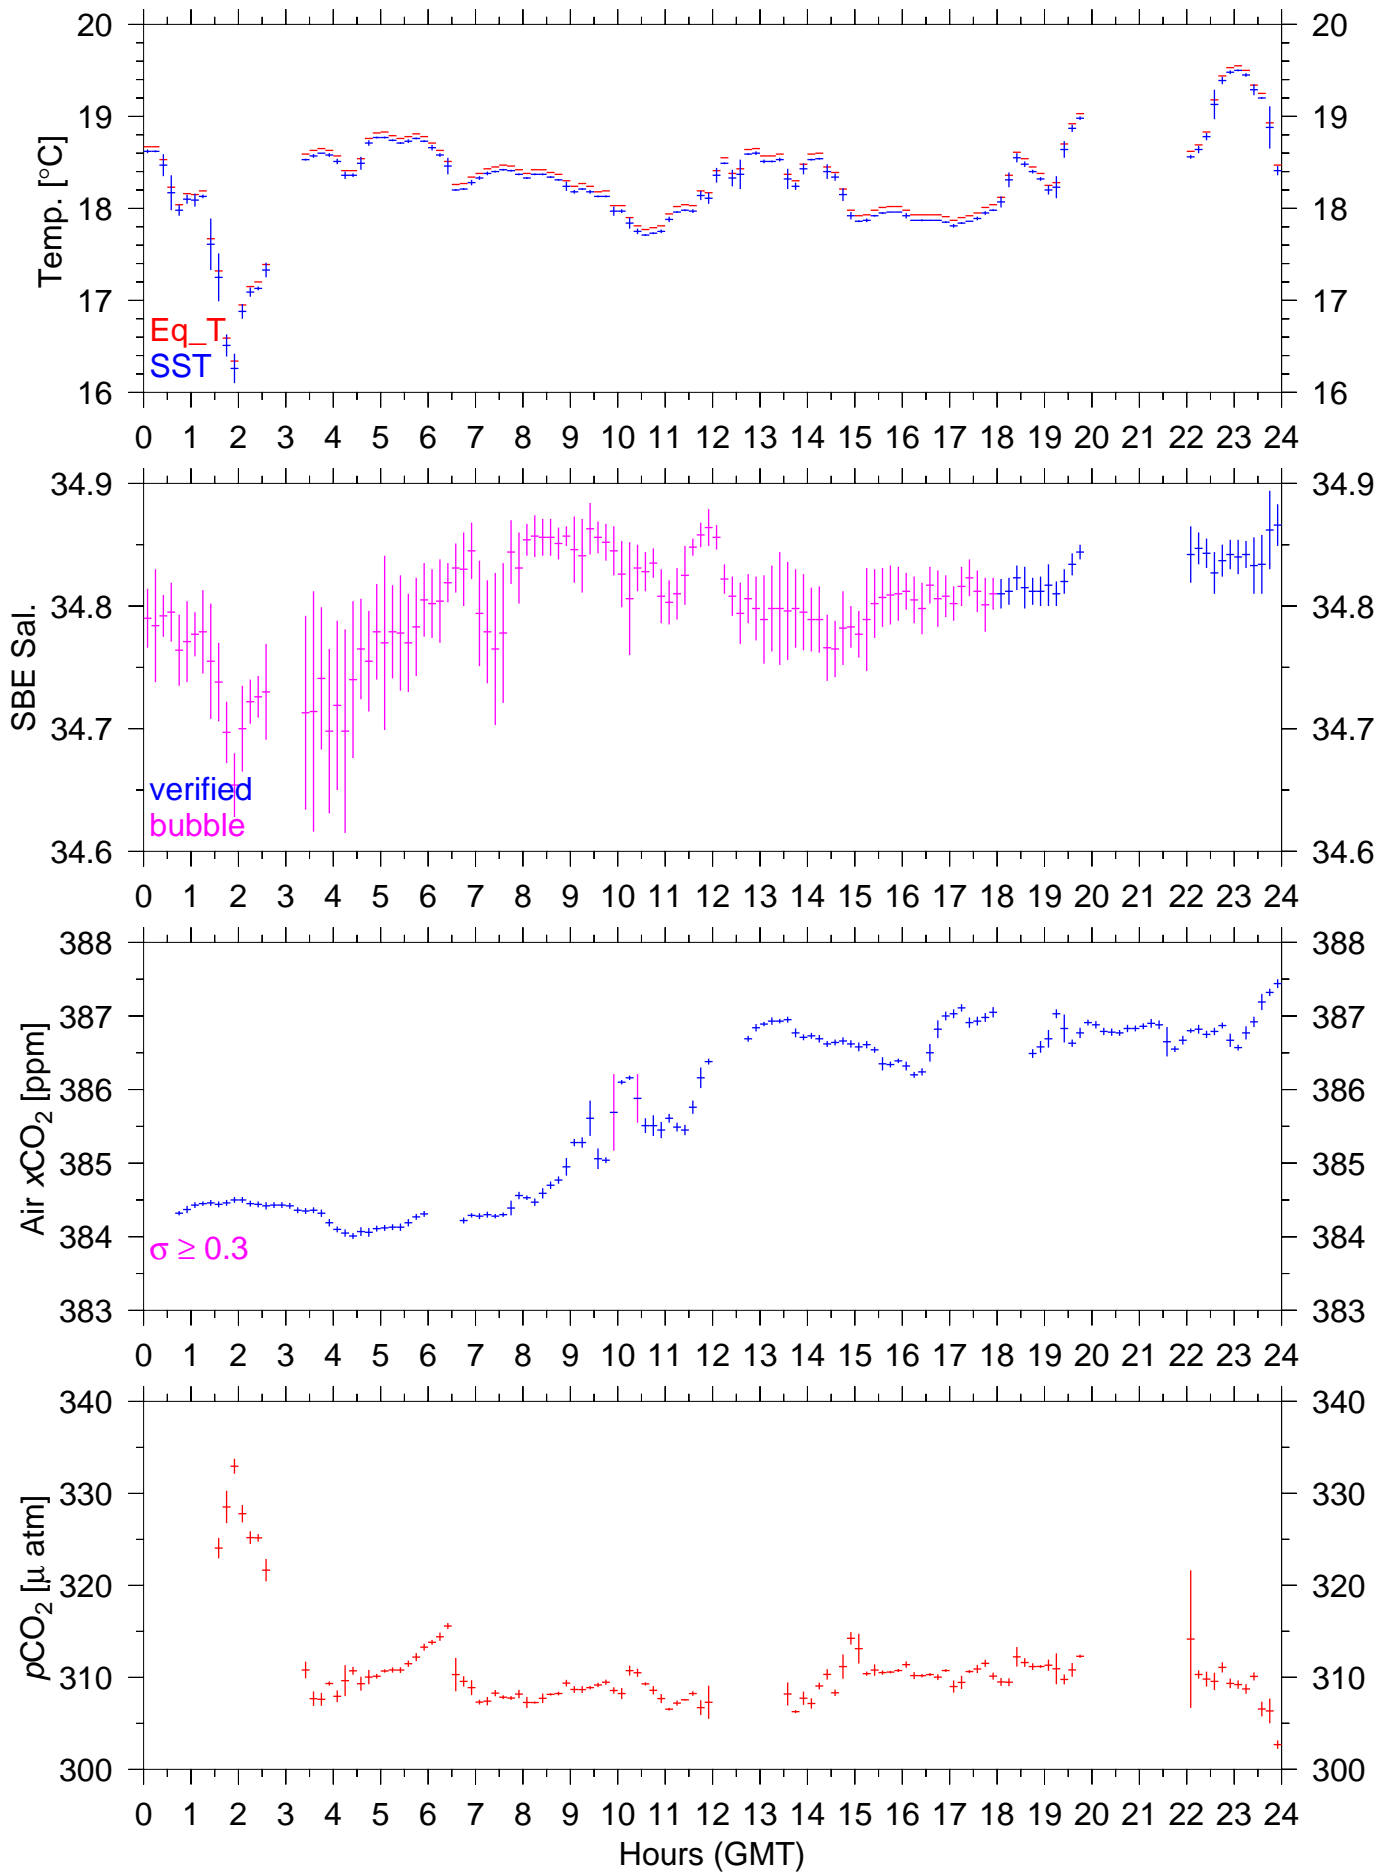 20 20
19 19
18 18
17 17
16 16
Temp. [°C]
Eq_T
SST
0 1 2 3 4 5 6 7 8 9 10 11 12 13 14 15 16 17 18 19 20 21 22 23 24
34.9 34.9
34.8 34.8
34.7 34.7
34.6 34.6
SBE Sal.
verified
bubble
0 1 2 3 4 5 6 7 8 9 10 11 12 13 14 15 16 17 18 19 20 21 22 23 24
388 388
387 387
386 386
385 385
384 384
383 383
Air xCO₂ [ppm]
σ ≥ 0.3
0 1 2 3 4 5 6 7 8 9 10 11 12 13 14 15 16 17 18 19 20 21 22 23 24
340 340
330 330
320 320
310 310
300 300
pCO₂ [μ atm]
0 1 2 3 4 5 6 7 8 9 10 11 12 13 14 15 16 17 18 19 20 21 22 23 24
Hours (GMT)